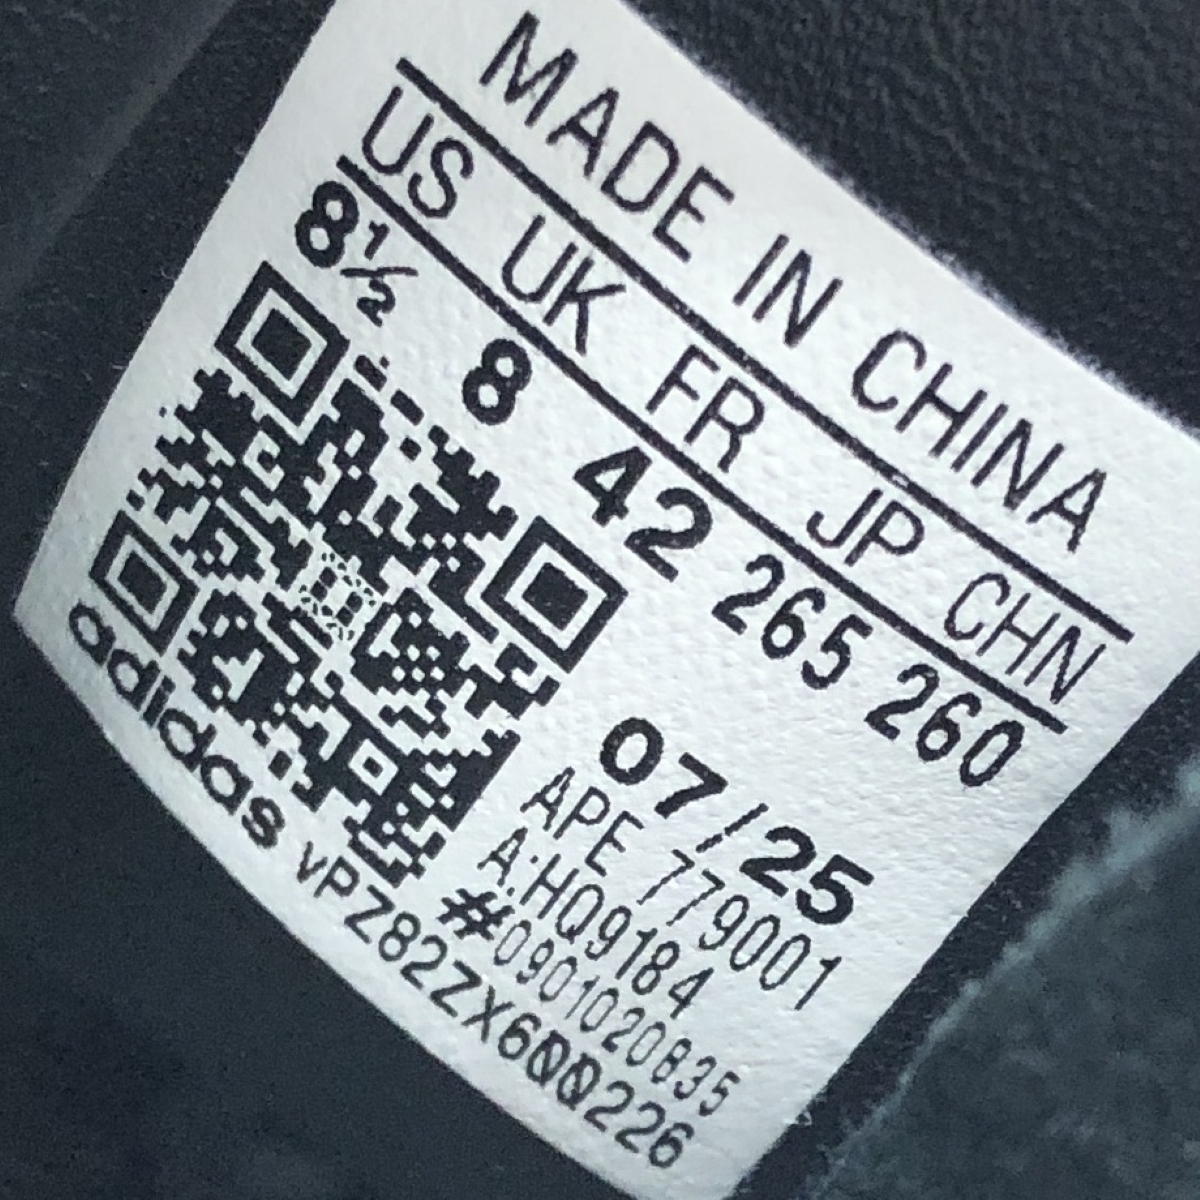 MADE IN CHINA
US UK FR JP CHN
8½ 8 42 265 260
07/25
APE 779001
A:HQ9184
#0901020835
adidas vPZ82ZX600226